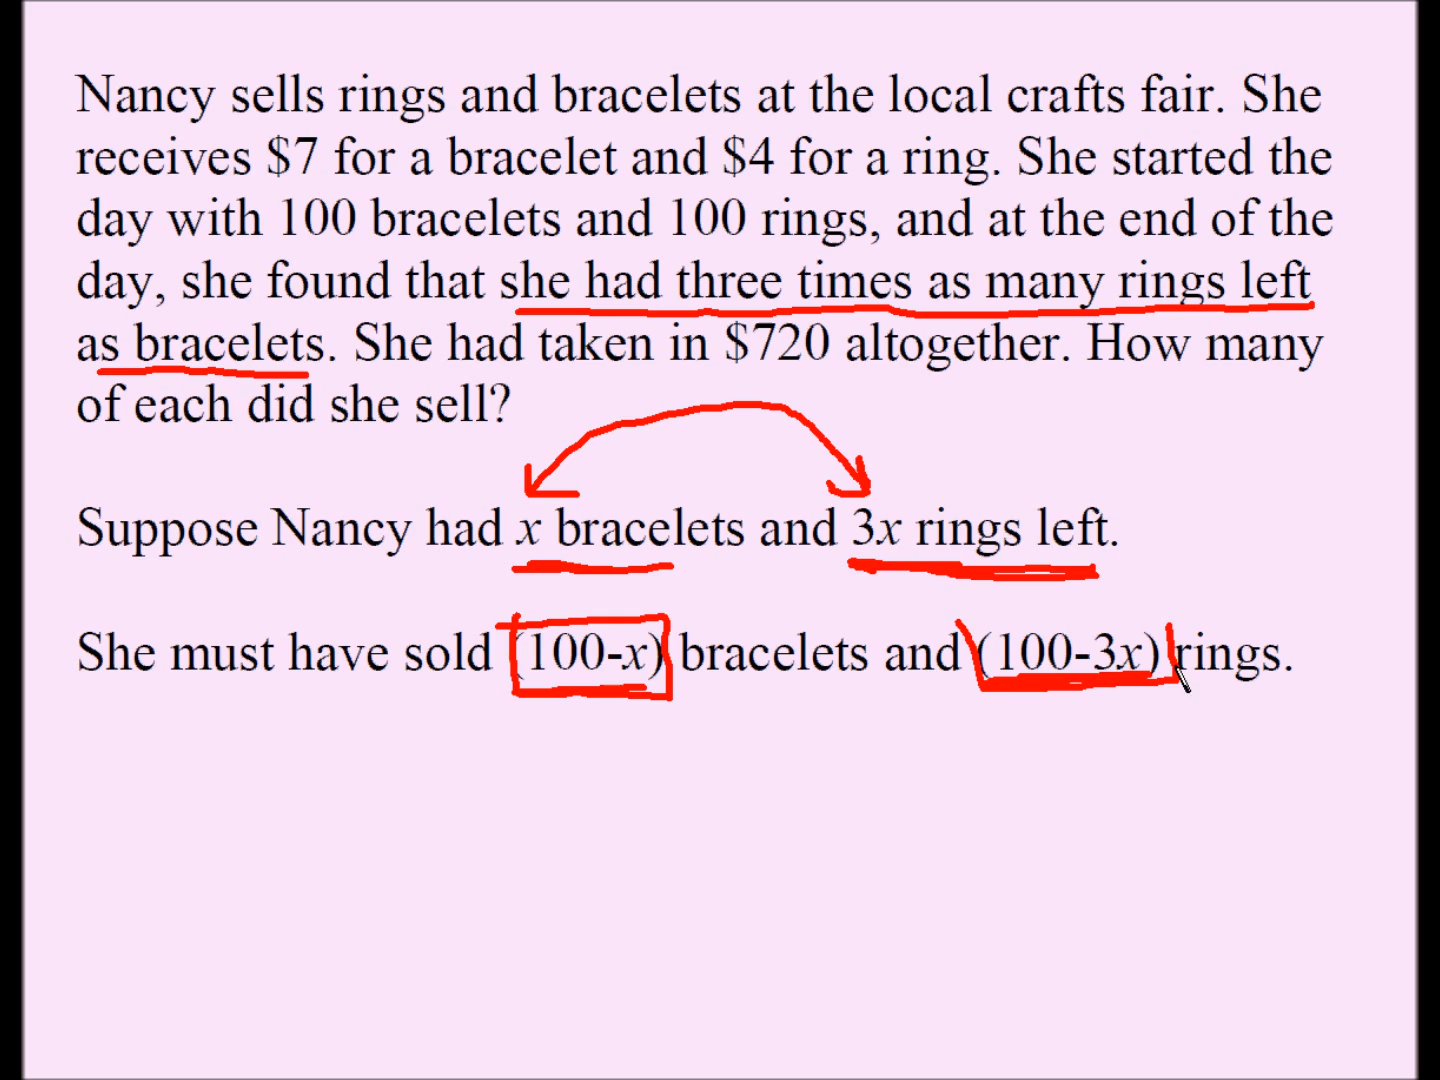 Nancy sells rings and bracelets at the local crafts fair. She
receives $7 for a bracelet and $4 for a ring. She started the
day with 100 bracelets and 100 rings, and at the end of the
day, she found that she had three times as many rings left
as bracelets. She had taken in $720 altogether. How many
of each did she sell?
Suppose Nancy had x bracelets and 3x rings left.
She must have sold (100-x) bracelets and (100-3x) rings.